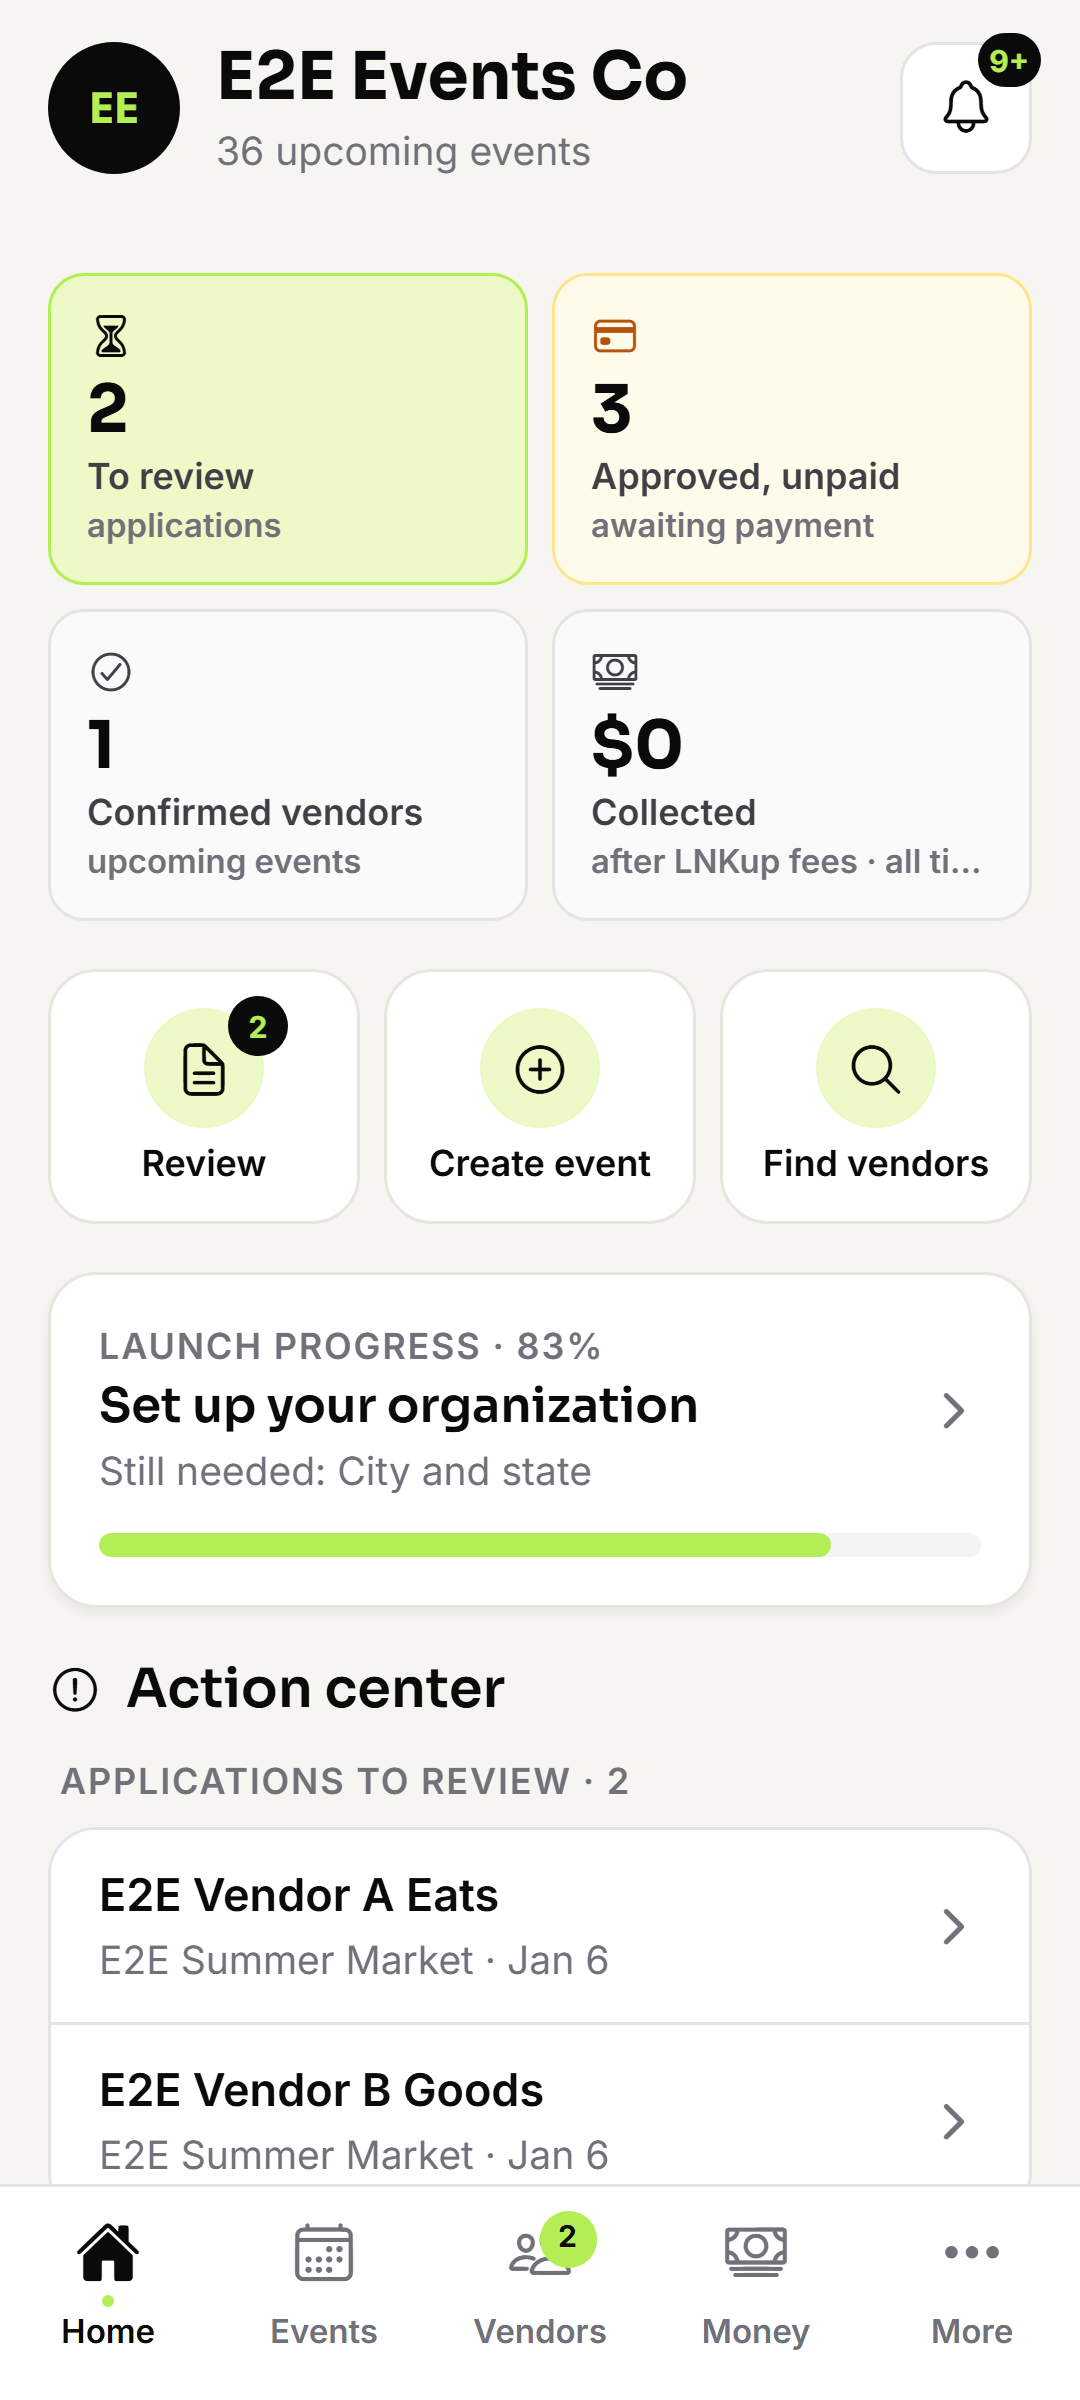 EE
E2E Events Co
36 upcoming events
9+
2
To review
applications
3
Approved, unpaid
awaiting payment
1
Confirmed vendors
upcoming events
$0
Collected
after LNKup fees · all ti...
2
Review
Create event
Find vendors
LAUNCH PROGRESS · 83%
Set up your organization
Still needed: City and state
Action center
APPLICATIONS TO REVIEW · 2
E2E Vendor A Eats
E2E Summer Market · Jan 6
E2E Vendor B Goods
E2E Summer Market · Jan 6
2
Home
Events
Vendors
Money
More